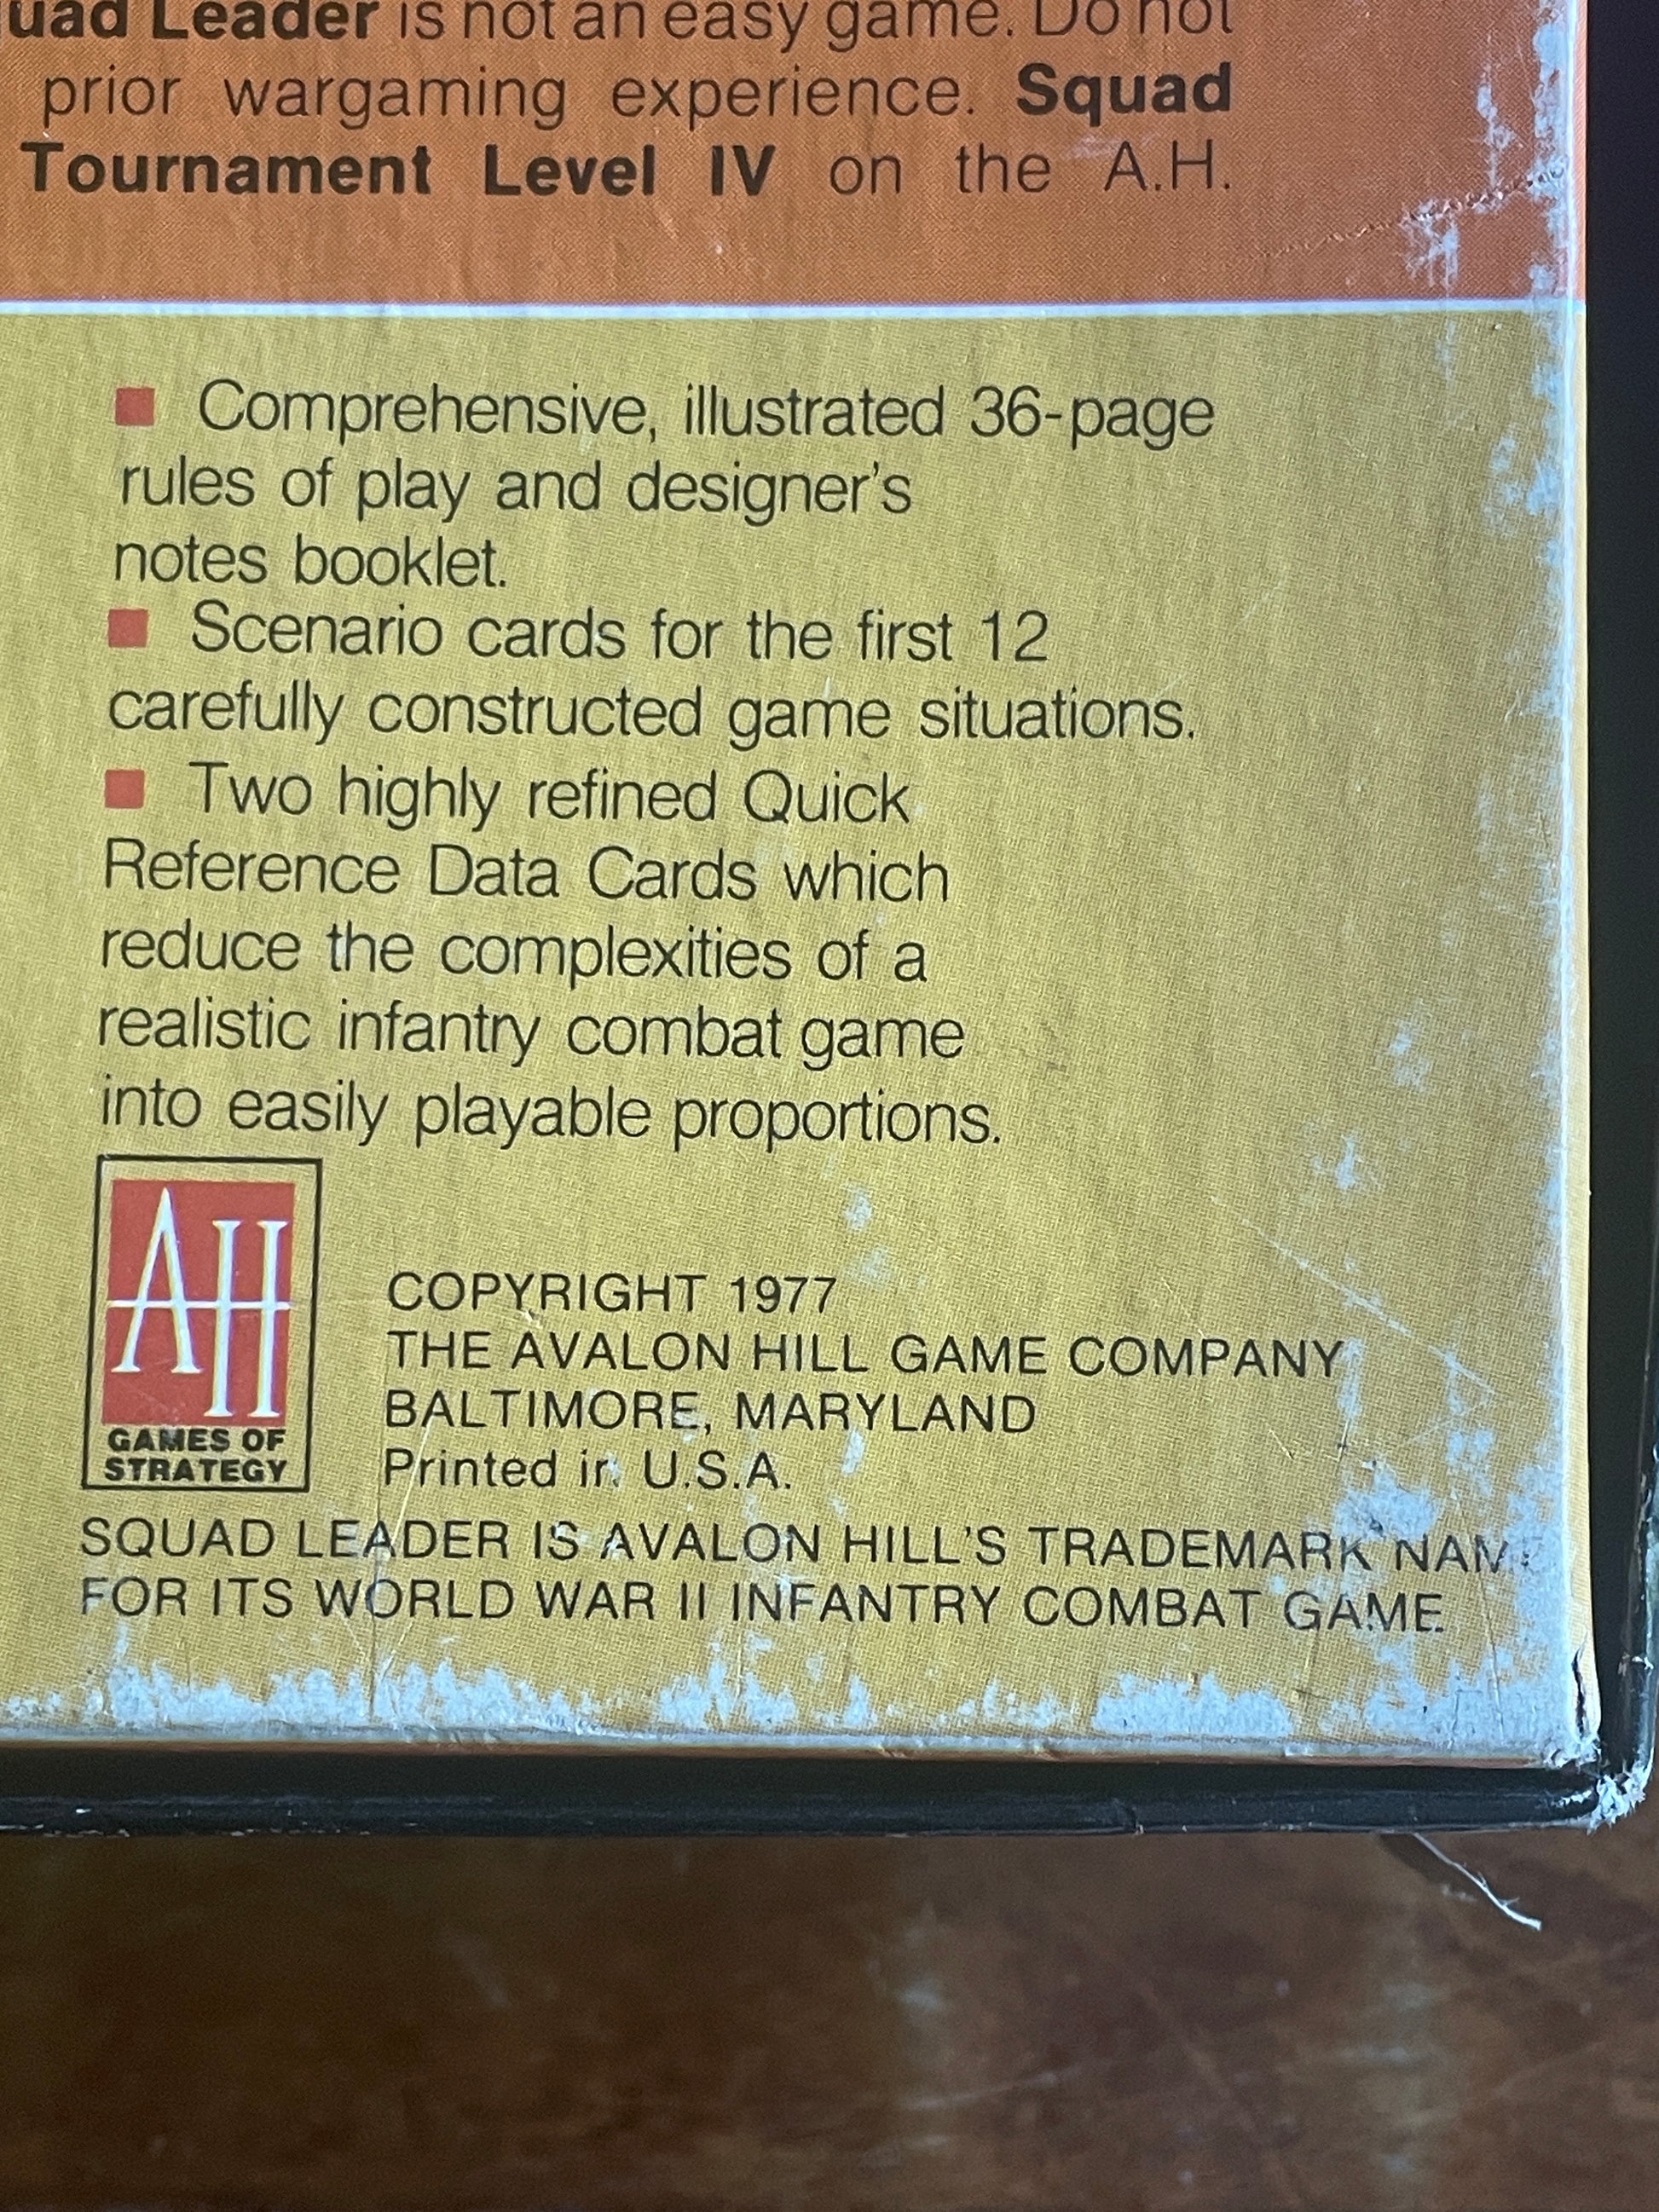 uad Leader is not an easy game. Do not
prior wargaming experience. Squad
Tournament Level IV on the A.H.
■ Comprehensive, illustrated 36-page
rules of play and designer's
notes booklet.
■ Scenario cards for the first 12
carefully constructed game situations.
■ Two highly refined Quick
Reference Data Cards which
reduce the complexities of a
realistic infantry combat game
into easily playable proportions.
AH
GAMES OF
STRATEGY
COPYRIGHT 1977
THE AVALON HILL GAME COMPANY
BALTIMORE, MARYLAND
Printed in U.S.A.
SQUAD LEADER IS AVALON HILL'S TRADEMARK NAME
FOR ITS WORLD WAR II INFANTRY COMBAT GAME